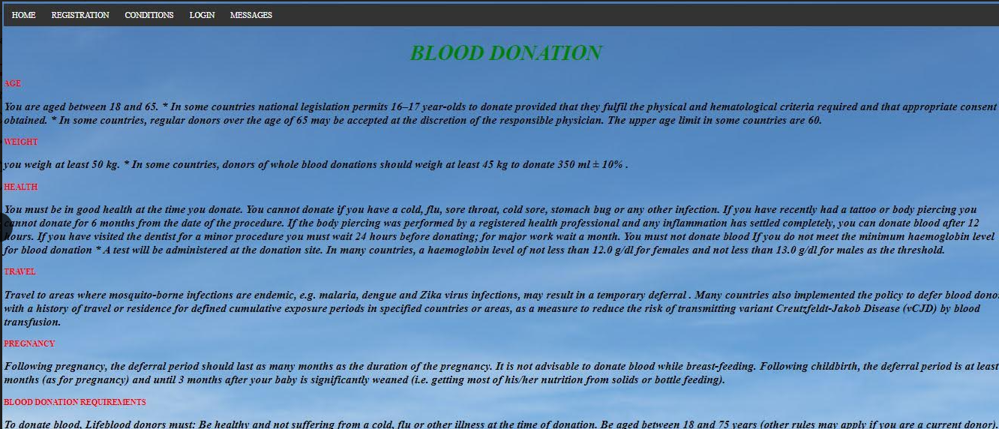 HOME REGISTRATION CONDITIONS LOGIN MESSAGES
BLOOD DONATION
AGE
You are aged between 18 and 65. * In some countries national legislation permits 16–17 year-olds to donate provided that they fulfil the physical and hematological criteria required and that appropriate consent
obtained. * In some countries, regular donors over the age of 65 may be accepted at the discretion of the responsible physician. The upper age limit in some countries are 60.
WEIGHT
you weigh at least 50 kg. * In some countries, donors of whole blood donations should weigh at least 45 kg to donate 350 ml ± 10% .
HEALTH
You must be in good health at the time you donate. You cannot donate if you have a cold, flu, sore throat, cold sore, stomach bug or any other infection. If you have recently had a tattoo or body piercing you
cannot donate for 6 months from the date of the procedure. If the body piercing was performed by a registered health professional and any inflammation has settled completely, you can donate blood after 12
hours. If you have visited the dentist for a minor procedure you must wait 24 hours before donating; for major work wait a month. You must not donate blood If you do not meet the minimum haemoglobin level
for blood donation * A test will be administered at the donation site. In many countries, a haemoglobin level of not less than 12.0 g/dl for females and not less than 13.0 g/dl for males as the threshold.
TRAVEL
Travel to areas where mosquito-borne infections are endemic, e.g. malaria, dengue and Zika virus infections, may result in a temporary deferral . Many countries also implemented the policy to defer blood
with a history of travel or residence for defined cumulative exposure periods in specified countries or areas, as a measure to reduce the risk of transmitting variant Creutzfeldt-Jakob Disease (vCJD) by blood
transfusion.
PREGNANCY
Following pregnancy, the deferral period should last as many months as the duration of the pregnancy. It is not advisable to donate blood while breast-feeding. Following childbirth, the deferral period is at least
months (as for pregnancy) and until 3 months after your baby is significantly weaned (i.e. getting most of his/her nutrition from solids or bottle feeding).
BLOOD DONATION REQUIREMENTS
To donate blood, Lifeblood donors must: Be healthy and not suffering from a cold, flu or other illness at the time of donation. Be aged between 18 and 75 years (other rules may apply if you are a current donor).